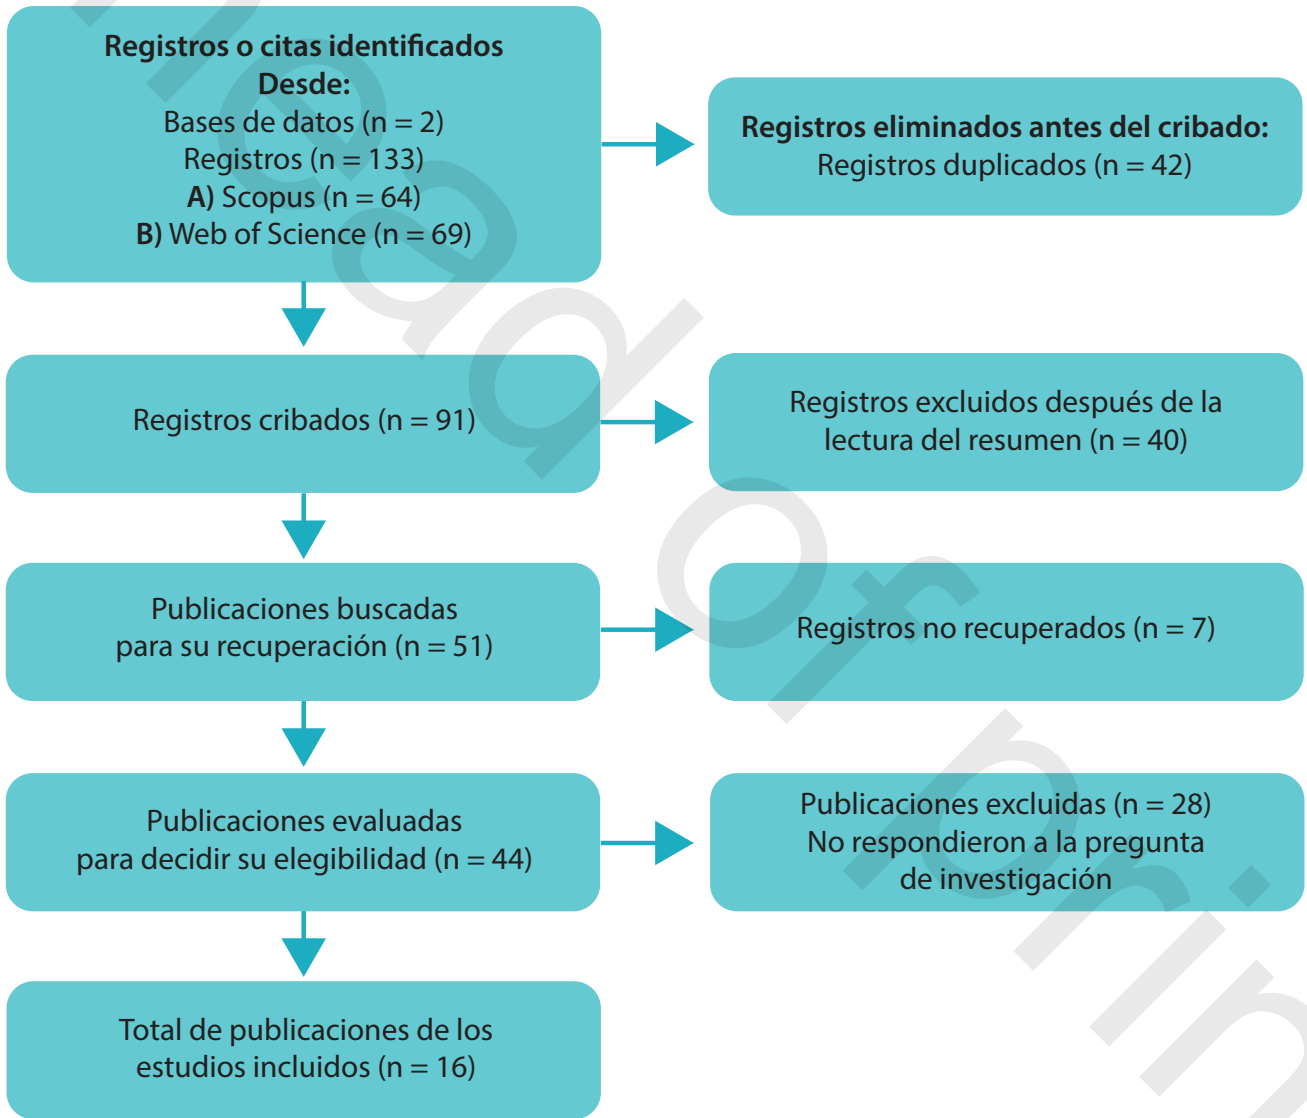 Registros o citas identificados
Desde:
Bases de datos (n = 2)
Registros (n = 133)
A) Scopus (n = 64)
B) Web of Science (n = 69)
Registros eliminados antes del cribado:
Registros duplicados (n = 42)
Registros cribados (n = 91)
Registros excluidos después de la
lectura del resumen (n = 40)
Publicaciones buscadas
para su recuperación (n = 51)
Registros no recuperados (n = 7)
Publicaciones evaluadas
para decidir su elegibilidad (n = 44)
Publicaciones excluidas (n = 28)
No respondieron a la pregunta
de investigación
Total de publicaciones de los
estudios incluidos (n = 16)
head of prin